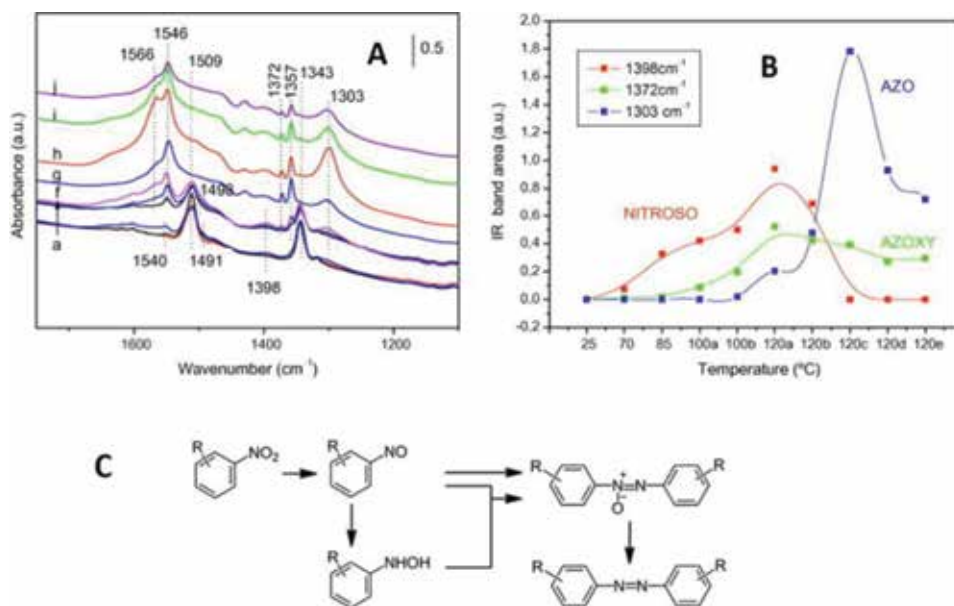 A
0.5
1566
1546
1509
1372
1357
1343
1303
1493
1540
1491
1398
i
h
g
f
a
Absorbance (a.u.)
1600
1400
1200
Wavenumber (cm⁻¹)
B
1398cm⁻¹
1372cm⁻¹
1303 cm⁻¹
AZO
NITROSO
AZOXY
IR band area(a.u.)
2.0
1.8
1.6
1.4
1.2
1.0
0.8
0.6
0.4
0.2
0.0
-0.2
25
70
85
100a
100b
120a
120b
120c
120d
120e
Temperature (ºC)
C
R
NO₂
R
NO
R
N=N
+
-
O
R
R
NHOH
R
N=N
R